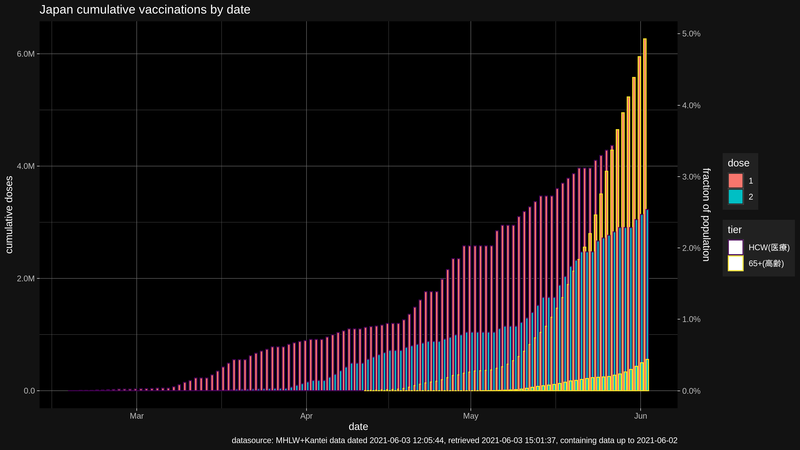 Japan cumulative vaccinations by date
cumulative doses
6.0M
4.0M
2.0M
0.0
5.0%
4.0%
3.0%
2.0%
1.0%
0.0%
fraction of population
Mar
Apr
May
Jun
date
dose
1
2
tier
HCW(医療)
65+(高齢)
datasource: MHLW+Kantei data dated 2021-06-03 12:05:44, retrieved 2021-06-03 15:01:37, containing data up to 2021-06-02